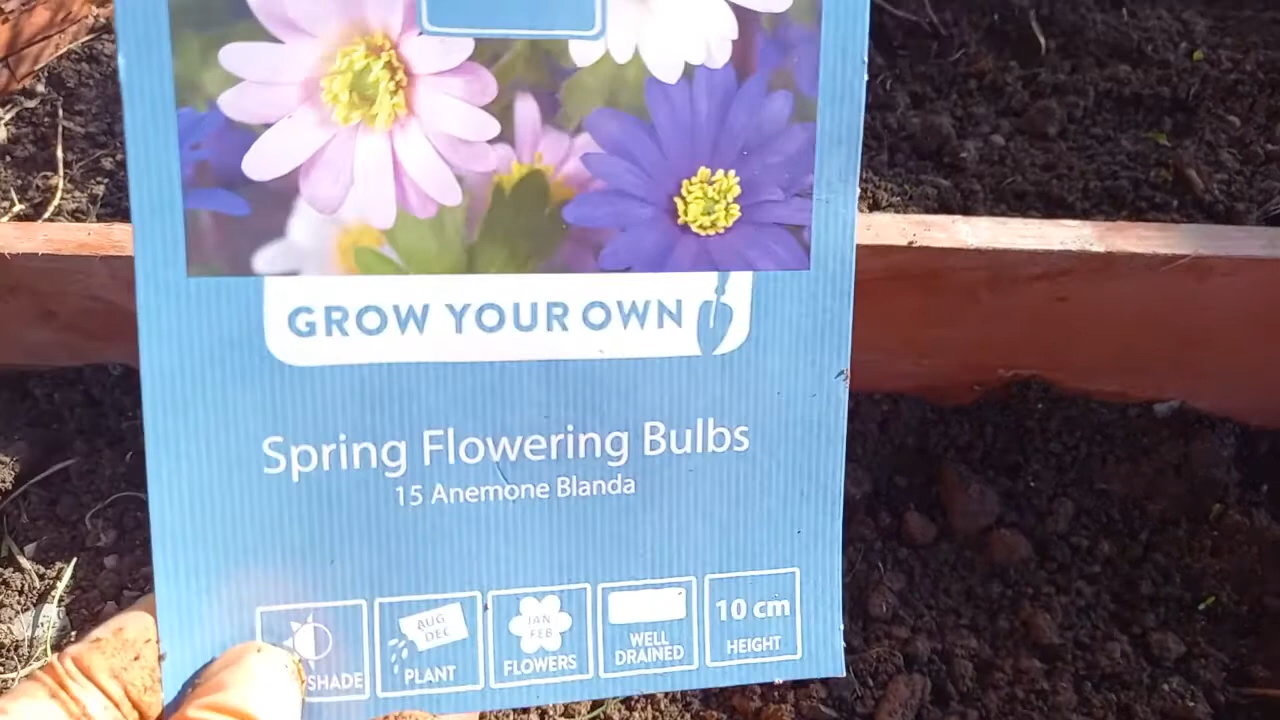 GROW YOUR OWN
Spring Flowering Bulbs
15 Anemone Blanda
SHADE
AUG
DEC
PLANT
JAN
FEB
FLOWERS
WELL
DRAINED
10 cm
HEIGHT